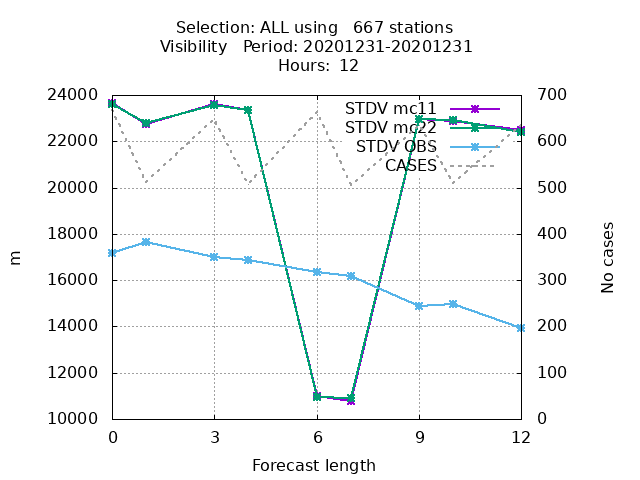 Selection: ALL using   667 stations
Visibility   Period: 20201231-20201231
Hours:  12
24000
22000
20000
18000
16000
14000
12000
10000
700
600
500
400
300
200
100
0
STDV mc11
STDV mc22
STDV OBS
CASES
m
No cases
0 3 6 9 12
Forecast length